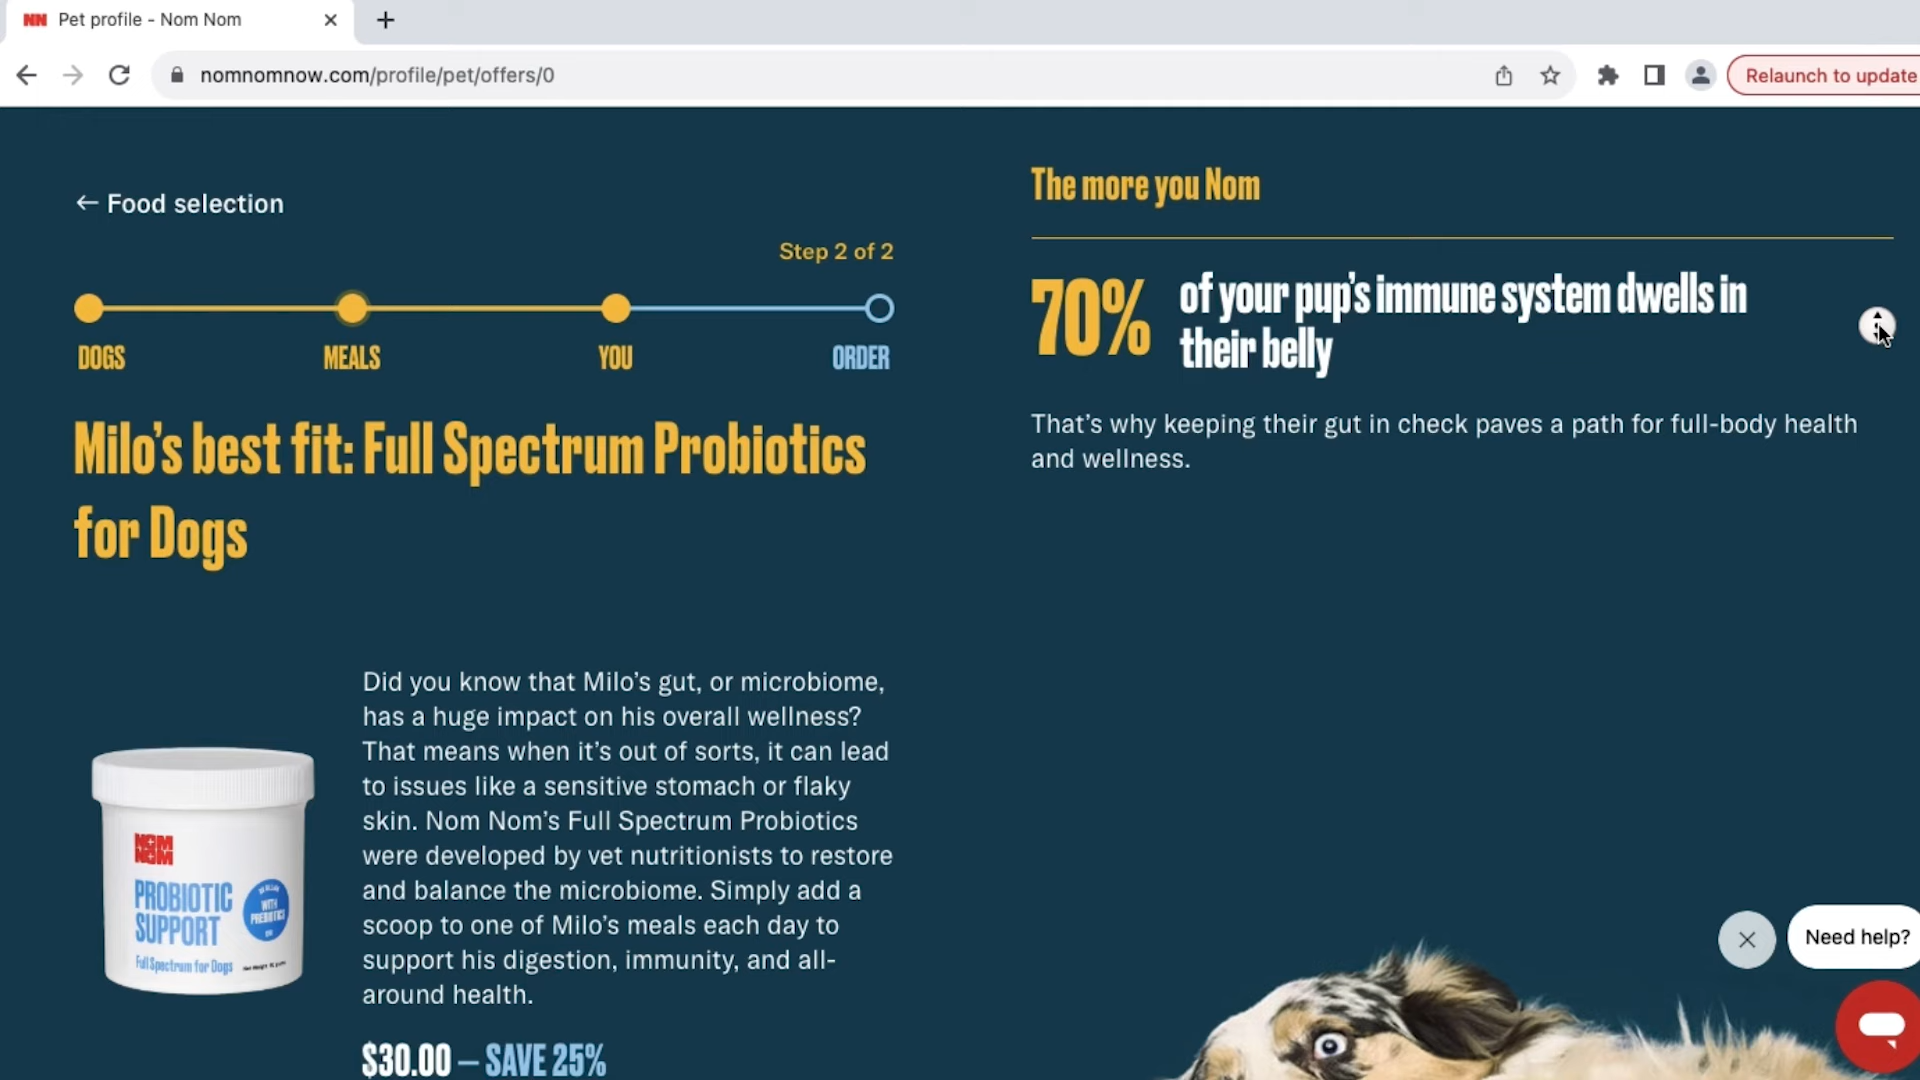 NN Pet profile - Nom Nom
nomnomnow.com/profile/pet/offers/0
Relaunch to update
← Food selection
Step 2 of 2
DOGS MEALS YOU ORDER
Milo's best fit: Full Spectrum Probiotics
for Dogs
Did you know that Milo's gut, or microbiome,
has a huge impact on his overall wellness?
That means when it's out of sorts, it can lead
to issues like a sensitive stomach or flaky
skin. Nom Nom's Full Spectrum Probiotics
were developed by vet nutritionists to restore
and balance the microbiome. Simply add a
scoop to one of Milo's meals each day to
support his digestion, immunity, and all-
around health.
$30.00 – SAVE 25%
NOM
NOM
PROBIOTIC
SUPPORT
WITH
PREBIOTICS
Full Spectrum for Dogs
The more you Nom
70% of your pup's immune system dwells in
their belly
That's why keeping their gut in check paves a path for full-body health
and wellness.
Need help?